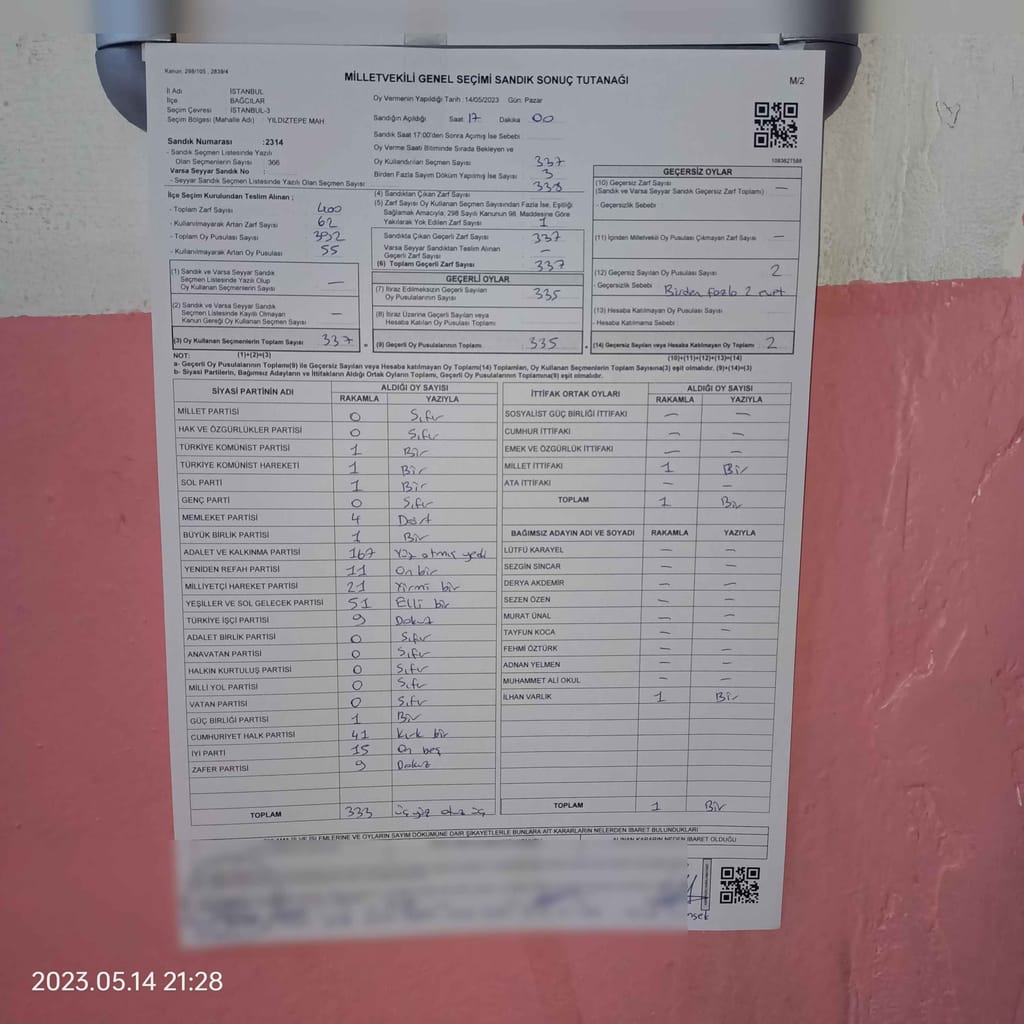 Kanun: 298/105 , 2839/4
MİLLETVEKİLİ GENEL SEÇİMİ SANDIK SONUÇ TUTANAĞI
M/2
İl Adı İSTANBUL
İlçe BAĞCILAR
Seçim Çevresi İSTANBUL-3
Seçim Bölgesi (Mahalle Adı) : YILDIZTEPE MAH
Oy Vermenin Yapıldığı Tarih : 14/05/2023 Gün: Pazar
Sandığın Açıldığı Saat 17 Dakika 00
Sandık Saat 17:00'den Sonra Açılmış İse Sebebi
Oy Verme Saati Bitiminde Sırada Bekleyen ve
Oy Kullandırılan Seçmen Sayısı 337
Birden Fazla Sayım Döküm Yapılmış İse Sayısı 3
338
Sandık Numarası :2314
- Sandık Seçmen Listesinde Yazılı
Olan Seçmenlerin Sayısı : 366
Varsa Seyyar Sandık No :
- Seyyar Seçmen Listesinde Yazılı Olan Seçmen Sayısı
1083627588
İlçe Seçim Kurulundan Teslim Alınan ;
- Toplam Zarf Sayısı 400
- Kullanılmayarak Artan Zarf Sayısı 62
- Toplam Oy Pusulası Sayısı 392
- Kullanılmayarak Artan Oy Pusulası 55
(4) Sandıktan Çıkan Zarf Sayısı
(5) Zarf Sayısı Oy Kullanan Seçmen Sayısından Fazla İse, Eşitliği
Sağlamak Amacıyla; 298 Sayılı Kanunun 98. Maddesine Göre
Yakılarak Yok Edilen Zarf Sayısı 1
Sandıkta Çıkan Geçerli Zarf Sayısı 337
Varsa Seyyar Sandıktan Teslim Alınan
Geçerli Zarf Sayısı –
(6) Toplam Geçerli Zarf Sayısı 337
GEÇERSİZ OYLAR
(10) Geçersiz Zarf Sayısı –
(Sandık ve Varsa Seyyar Sandık Geçersiz Zarf Toplamı)
- Geçersizlik Sebebi
(11) İçinden Milletvekili Oy Pusulası Çıkmayan Zarf Sayısı –
(12) Geçersiz Sayılan Oy Pusulası Sayısı 2
- Geçersizlik Sebebi : Birden fazla 2 evet
(13) Hesaba Katılmayan Oy Pusulası Sayısı :
- Hesaba Katılmama Sebebi :
(14) Geçersiz Sayılan veya Hesaba Katılmayan Oy Toplamı : 2
(1) Sandık ve Varsa Seyyar Sandık
Seçmen Listesinde Yazılı Olup
Oy Kullanan Seçmenlerin Sayısı –
(2) Sandık ve Varsa Seyyar Sandık
Seçmen Listesinde Kayıtlı Olmayan
Kanun Gereği Oy Kullanan Seçmen Sayısı –
(3) Oy Kullanan Seçmenlerin Toplam Sayısı 337 =
GEÇERLİ OYLAR
(7) İtiraz Edilmeksizin Geçerli Sayılan
Oy Pusulalarının Sayısı 335
(8) İtiraz Üzerine Geçerli Sayılan veya
Hesaba Katılan Oy Pusulaları Toplamı
(9) Geçerli Oy Pusulalarının Toplamı 335 +
NOT: (1)+(2)=(3) (10)+(11)+(12)+(13)=(14)
a- Geçerli Oy Pusulalarının Toplamı(9) ile Geçersiz Sayılan veya Hesaba katılmayan Oy Toplamı(14) Toplamları, Oy Kullanan Seçmenlerin Toplam Sayısına(3) eşit olmalıdır. (9)+(14)=(3)
b- Siyasi Partilerin, Bağımsız Adayların ve İttifakların Aldığı Ortak Oyların Toplamı, Geçerli Oy Pusulalarının Toplamına(9) eşit olmalıdır.
SİYASİ PARTİNİN ADI ALDIĞI OY SAYISI
RAKAMLA YAZIYLA
MİLLET PARTİSİ 0 Sıfır
HAK VE ÖZGÜRLÜKLER PARTİSİ 0 Sıfır
TÜRKİYE KOMÜNİST PARTİSİ 1 Bir
TÜRKİYE KOMÜNİST HAREKETİ 1 Bir
SOL PARTİ 1 Bir
GENÇ PARTİ 0 Sıfır
MEMLEKET PARTİSİ 4 Dört
BÜYÜK BİRLİK PARTİSİ 1 Bir
ADALET VE KALKINMA PARTİSİ 167 Yüz atmış yedi
YENİDEN REFAH PARTİSİ 11 On bir
MİLLİYETÇİ HAREKET PARTİSİ 21 Yirmi bir
YEŞİLLER VE SOL GELECEK PARTİSİ 51 Elli bir
TÜRKİYE İŞÇİ PARTİSİ 9 Dokuz
ADALET BİRLİK PARTİSİ 0 Sıfır
ANAVATAN PARTİSİ 0 Sıfır
HALKIN KURTULUŞ PARTİSİ 0 Sıfır
MİLLİ YOL PARTİSİ 0 Sıfır
VATAN PARTİSİ 0 Sıfır
GÜÇ BİRLİĞİ PARTİSİ 1 Bir
CUMHURİYET HALK PARTİSİ 41 Kırk bir
İYİ PARTİ 15 On beş
ZAFER PARTİSİ 9 Dokuz
TOPLAM 333 üç yüz otuz üç
İTTİFAK ORTAK OYLARI ALDIĞI OY SAYISI
RAKAMLA YAZIYLA
SOSYALİST GÜÇ BİRLİĞİ İTTİFAKI – –
CUMHUR İTTİFAKI – –
EMEK VE ÖZGÜRLÜK İTTİFAKI – –
MİLLET İTTİFAKI 1 Bir
ATA İTTİFAKI – –
TOPLAM 1 Bir
BAĞIMSIZ ADAYIN ADI VE SOYADI RAKAMLA YAZIYLA
LÜTFÜ KARAYEL – –
SEZGİN SİNCAR – –
DERYA AKDEMİR – –
SEZEN ÖZEN – –
MURAT ÜNAL – –
TAYFUN KOCA – –
FEHMİ ÖZTÜRK – –
ADNAN YELMEN – –
MUHAMMET ALİ OKUL – –
İLHAN VARLIK 1 Bir
TOPLAM 1 Bir
İŞ VE İŞLEMLERİNE VE OYLARIN SAYIM DÖKÜMÜNE DAİR ŞİKAYETLERLE BUNLARA AİT KARARLARIN NELERDEN İBARET BULUNDUKLARI
ALINAN KARARIN NEDEN İBARET OLDUĞU
2023.05.14 21:28